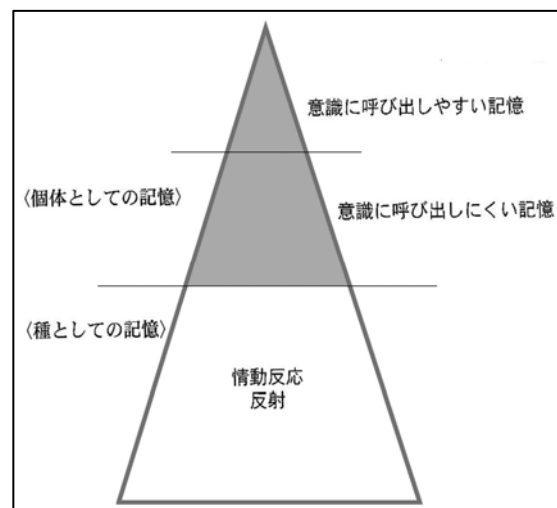 意識に呼び出しやすい記憶
〈個体としての記憶〉
意識に呼び出しにくい記憶
〈種としての記憶〉
情動反応
反射